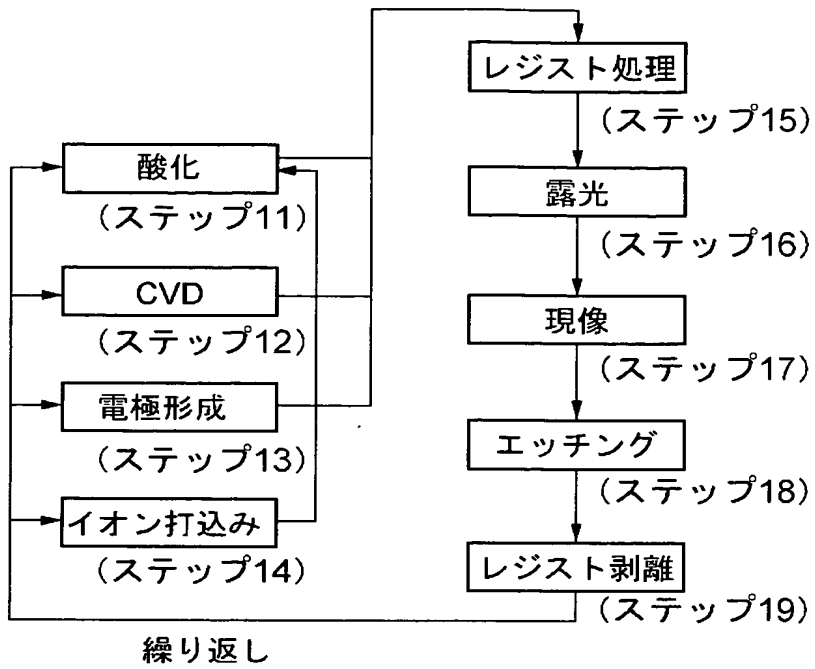 酸化
(ステップ11)
CVD
(ステップ12)
電極形成
(ステップ13)
イオン打込み
(ステップ14)
繰り返し
レジスト処理
(ステップ15)
露光
(ステップ16)
現像
(ステップ17)
エッチング
(ステップ18)
レジスト剥離
(ステップ19)